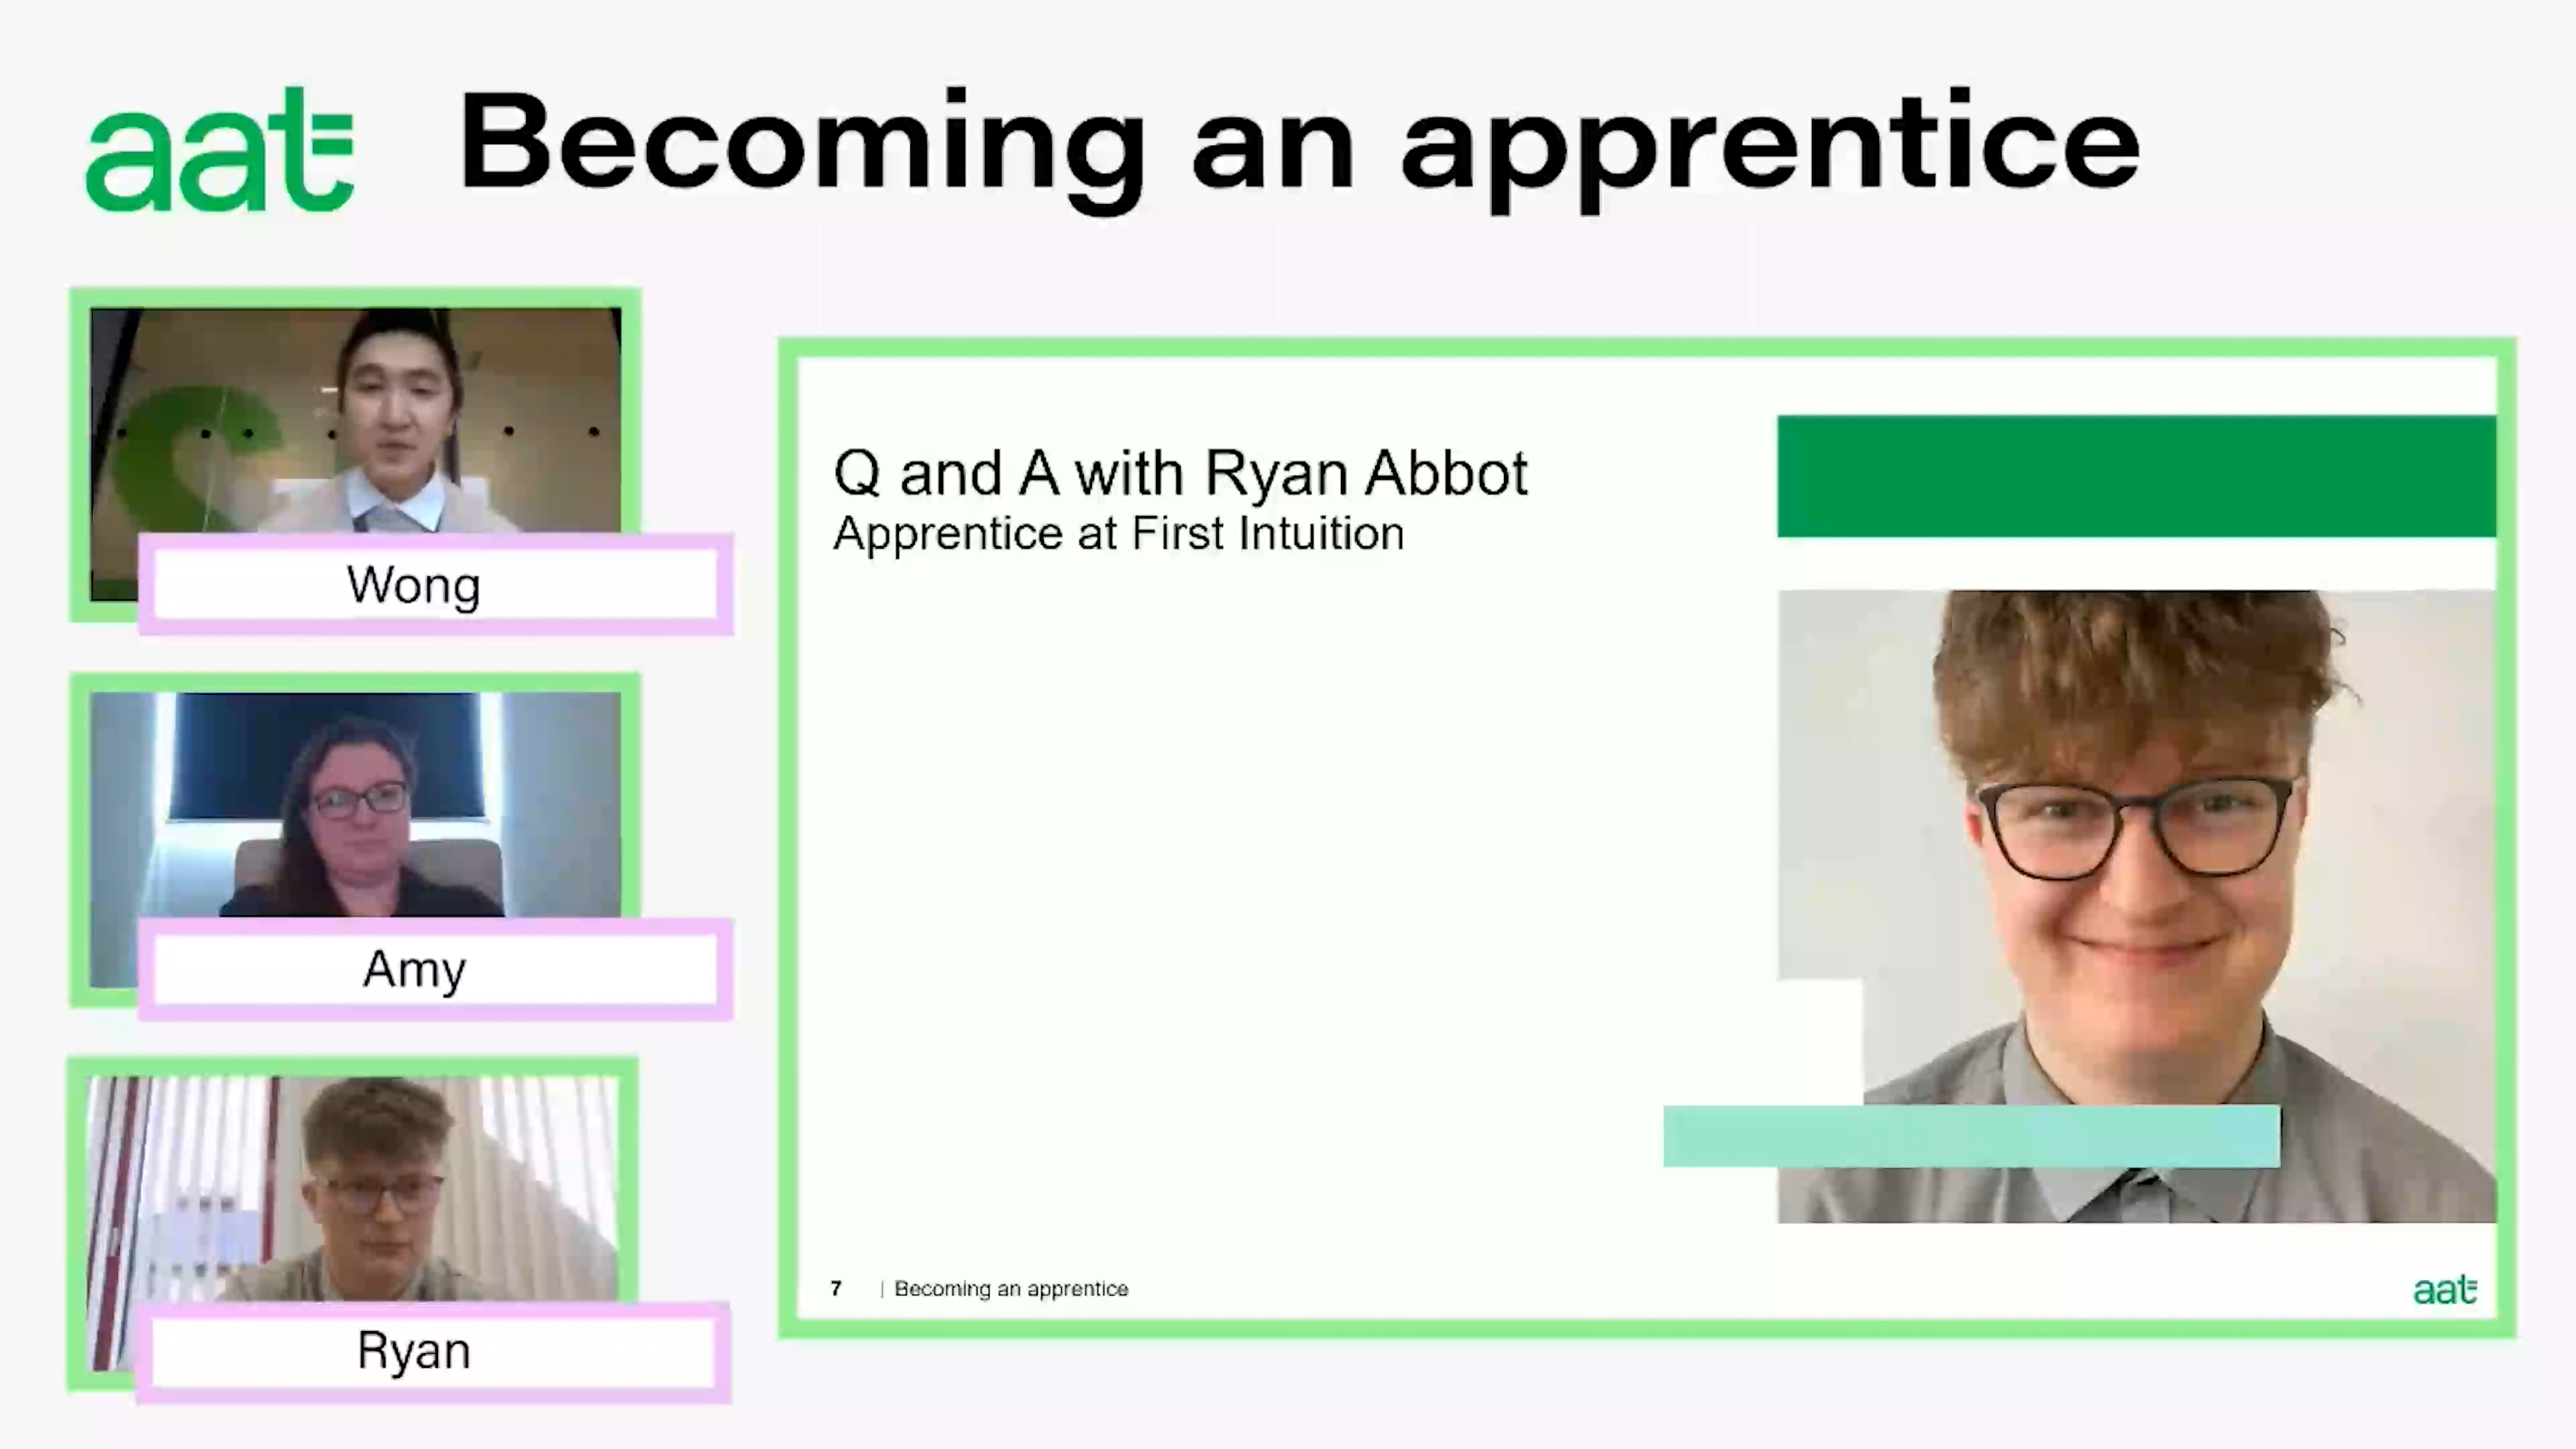 aat
Becoming an apprentice
Wong
Amy
Ryan
Q and A with Ryan Abbot
Apprentice at First Intuition
7 | Becoming an apprentice
aat